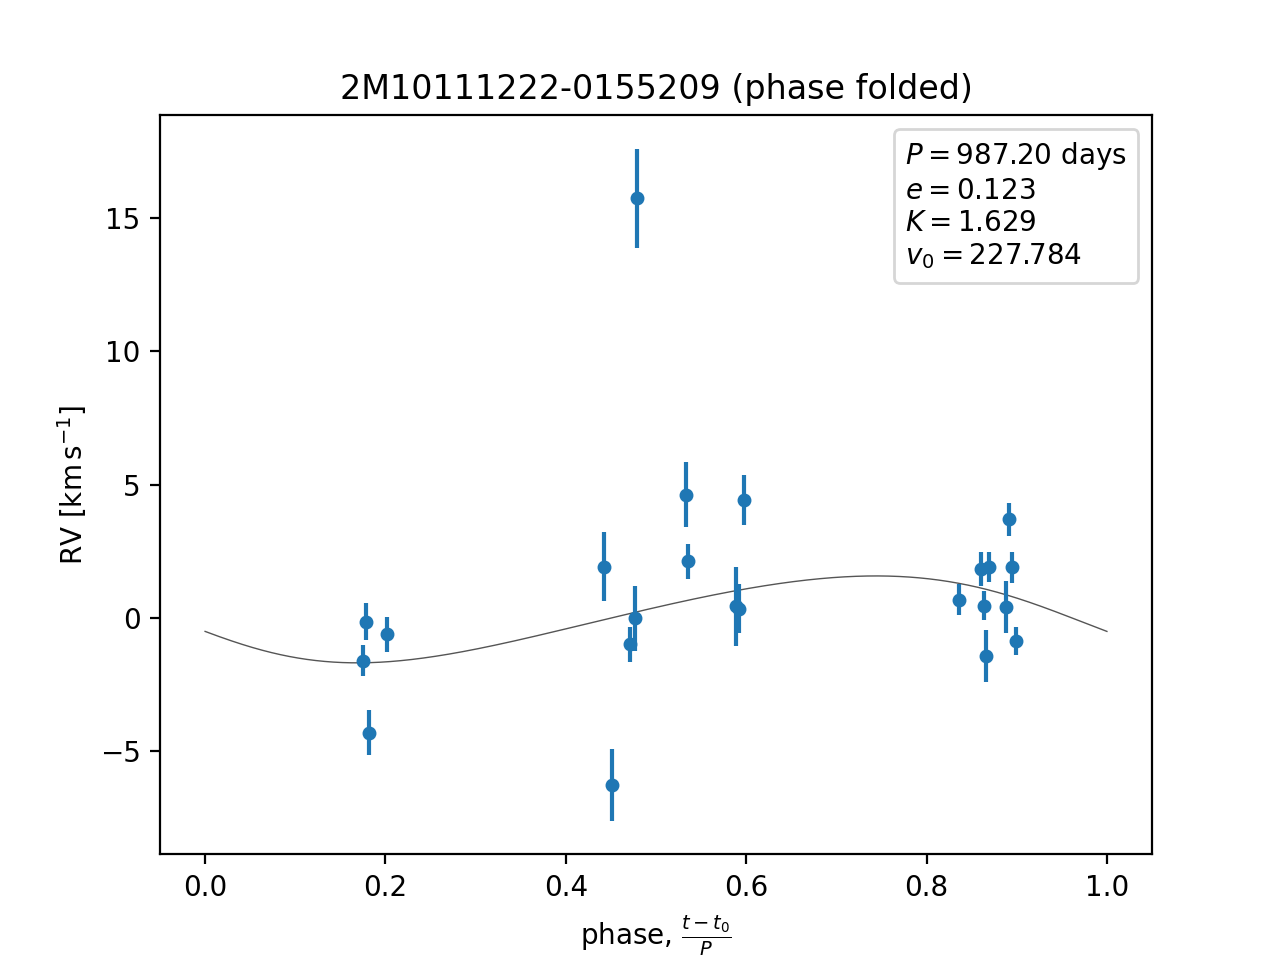 2M10111222-0155209 (phase folded)
P = 987.20 days
e = 0.123
K = 1.629
v₀ = 227.784
15
10
5
0
−5
RV [km s⁻¹]
0.0 0.2 0.4 0.6 0.8 1.0
phase, (t − t₀)/P